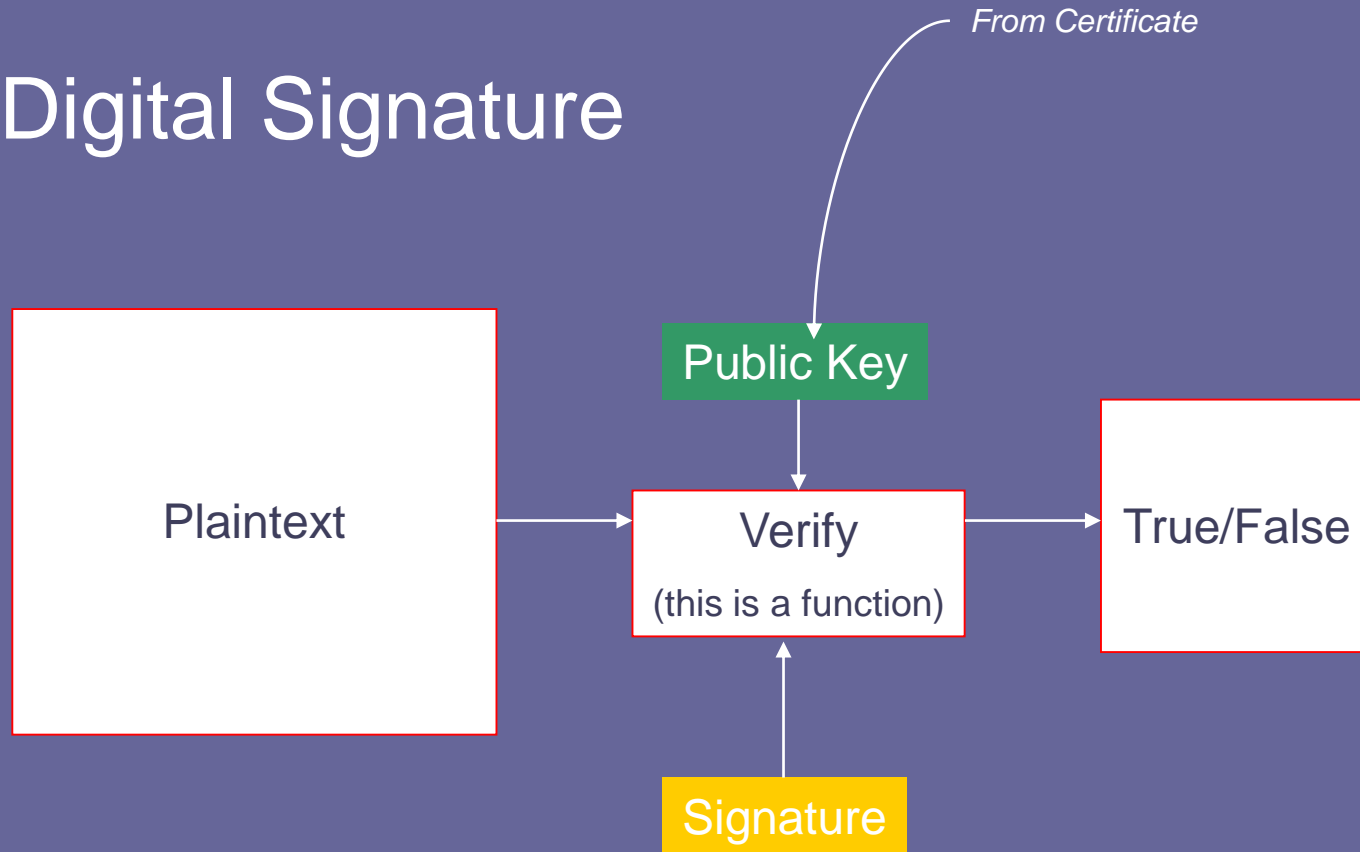 From Certificate
Digital Signature
Public Key
Plaintext
Verify
(this is a function)
True/False
Signature